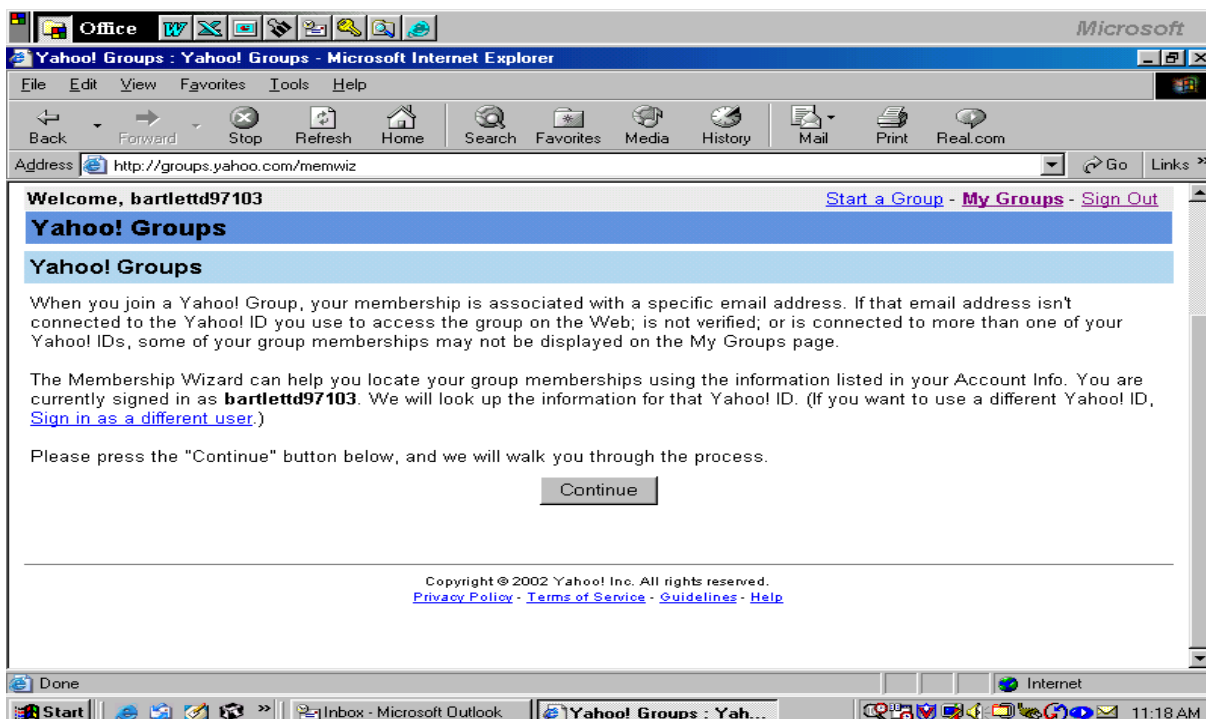 Office Microsoft
Yahoo! Groups : Yahoo! Groups - Microsoft Internet Explorer
File Edit View Favorites Tools Help
Back Forward Stop Refresh Home Search Favorites Media History Mail Print Real.com
Address http://groups.yahoo.com/memwiz Go Links »
Welcome, bartlettd97103 Start a Group - My Groups - Sign Out
Yahoo! Groups
Yahoo! Groups
When you join a Yahoo! Group, your membership is associated with a specific email address. If that email address isn't
connected to the Yahoo! ID you use to access the group on the Web; is not verified; or is connected to more than one of your
Yahoo! IDs, some of your group memberships may not be displayed on the My Groups page.
The Membership Wizard can help you locate your group memberships using the information listed in your Account Info. You are
currently signed in as bartlettd97103. We will look up the information for that Yahoo! ID. (If you want to use a different Yahoo! ID,
Sign in as a different user.)
Please press the "Continue" button below, and we will walk you through the process.
Continue
Copyright © 2002 Yahoo! Inc. All rights reserved.
Privacy Policy - Terms of Service - Guidelines - Help
Done Internet
Start » Inbox - Microsoft Outlook Yahoo! Groups : Yah... 11:18 AM